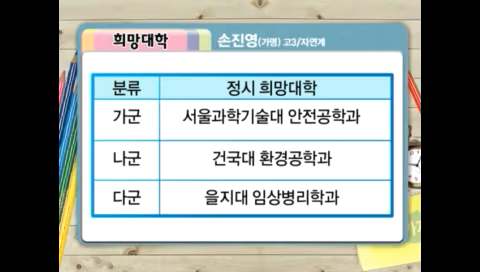 희망대학
손진영(가명) 고3/자연계
분류 정시 희망대학
가군 서울과학기술대 안전공학과
나군 건국대 환경공학과
다군 을지대 임상병리학과